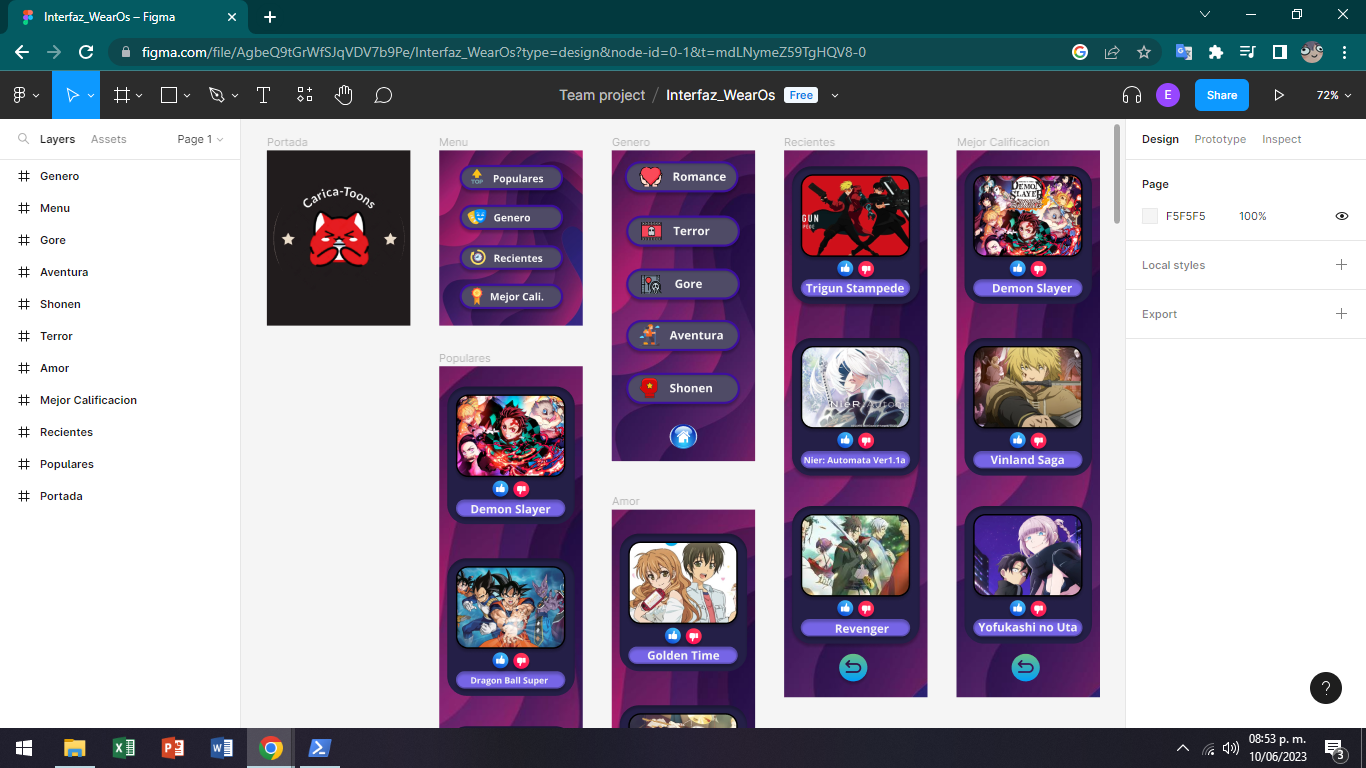 Interfaz_WearOs – Figma
figma.com/file/AgbeQ9tGrWfSJqVDV7b9Pe/Interfaz_WearOs?type=design&node-id=0-1&t=mdLNymeZ59TgHQV8-0
Team project / Interfaz_WearOs Free
E
Share
72%
Layers Assets Page 1
Genero
Menu
Gore
Aventura
Shonen
Terror
Amor
Mejor Calificacion
Recientes
Populares
Portada
Portada
Carica-Toons
Menu
TOP Populares
Genero
Recientes
Mejor Cali.
Populares
Demon Slayer
Dragon Ball Super
Genero
Romance
Terror
Gore
Aventura
Shonen
Amor
Golden Time
Recientes
GUN
Trigun Stampede
NieR:Autom
Nier: Automata Ver1.1a
Revenger
Mejor Calificacion
DEMON
SLAYER
Demon Slayer
Vinland Saga
Yofukashi no Uta
Design Prototype Inspect
Page
F5F5F5 100%
Local styles
Export
?
08:53 p. m.
10/06/2023
3